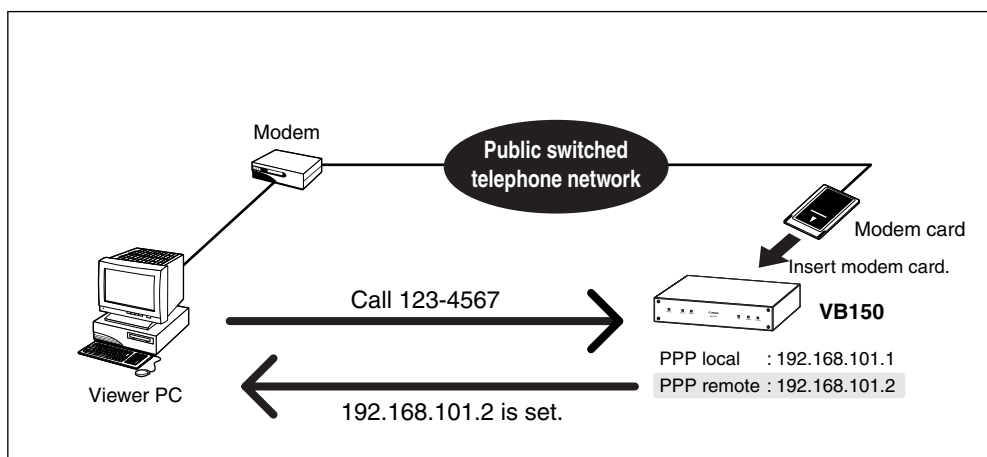 Modem
Public switched
telephone network
Modem card
Insert modem card.
Call 123-4567
VB150
PPP local : 192.168.101.1
PPP remote : 192.168.101.2
Viewer PC
192.168.101.2 is set.